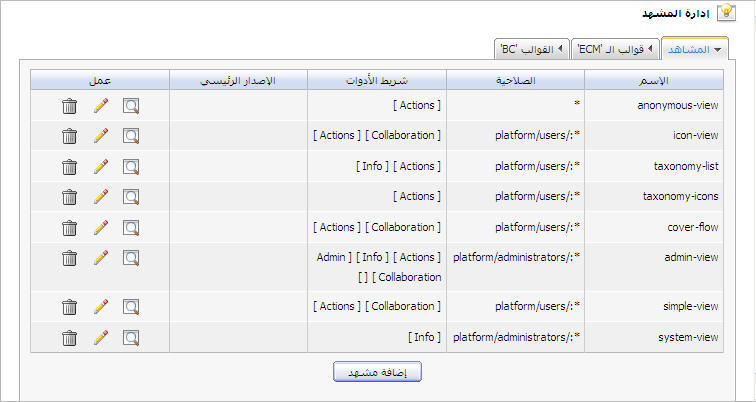 إدارة المشهد
المشاهد
قوالب الـ 'ECM'
القوالب 'BC'
الإسم الصلاحية شريط الأدوات الإصدار الرئيسي عمل
anonymous-view * [ Actions ]
icon-view platform/users/:* [ Actions ] [ Collaboration ]
taxonomy-list platform/users/:* [ Info ] [ Actions ]
taxonomy-icons platform/users/:* [ Actions ]
cover-flow platform/users/:* [ Actions ] [ Collaboration ]
admin-view platform/administrators/:* Admin ] [ Info ] [ Actions ]
[ ] [ Collaboration
simple-view platform/users/:* [ Actions ] [ Collaboration ]
system-view platform/administrators/:* [ Info ]
إضافة مشهد